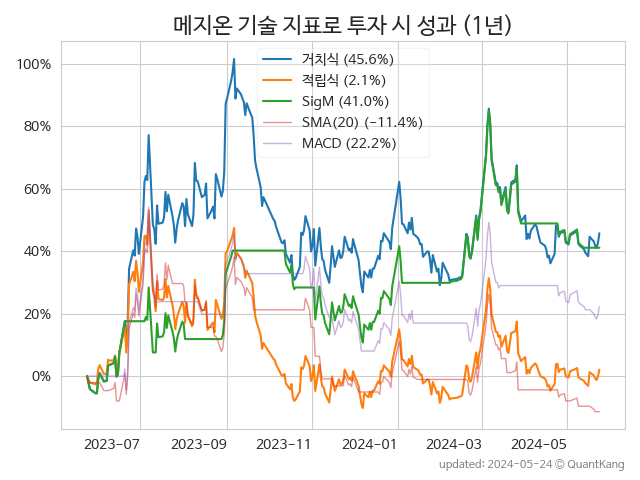 메지온 기술 지표로 투자 시 성과 (1년)
거치식 (45.6%)
적립식 (2.1%)
SigM (41.0%)
SMA(20) (-11.4%)
MACD (22.2%)
100%
80%
60%
40%
20%
0%
2023-07 2023-09 2023-11 2024-01 2024-03 2024-05
updated: 2024-05-24 © QuantKang